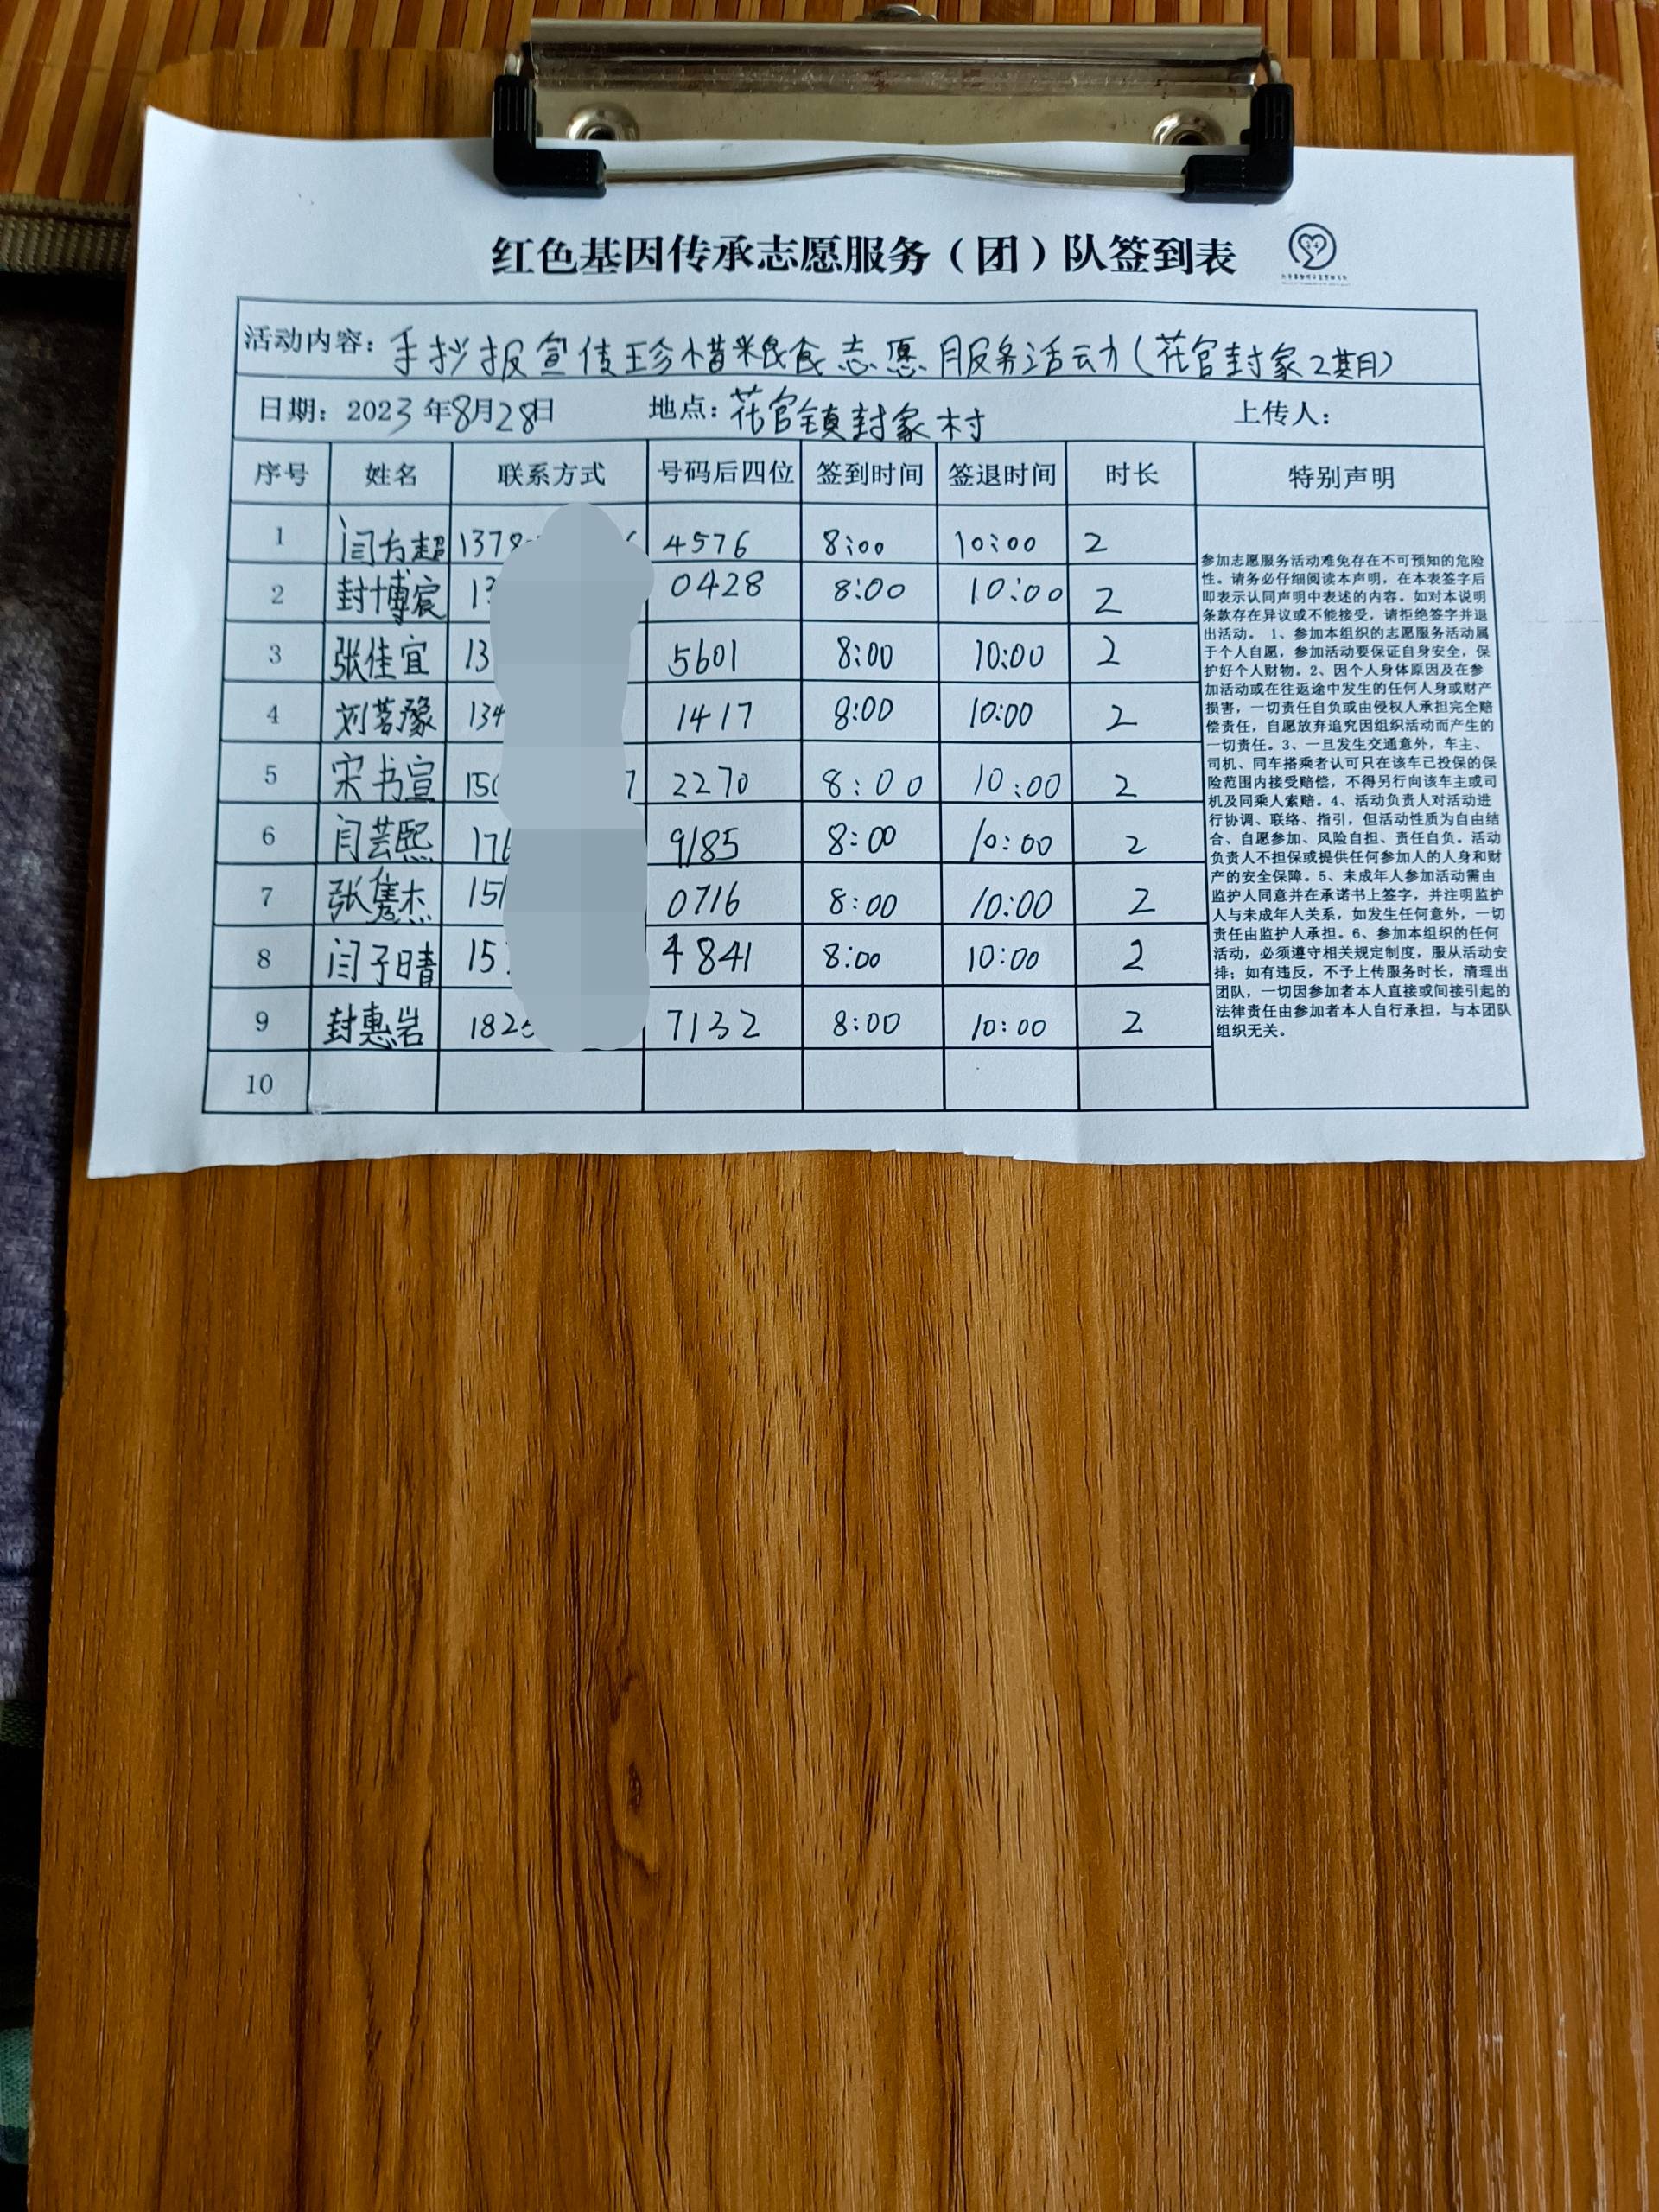 红色基因传承志愿服务（团）队签到表
活动内容：手抄报宣传珍惜粮食志愿服务活动（花官封家2期）
日期：2023年8月28日 地点：花官镇封家村 上传人：
序号 姓名 联系方式 号码后四位 签到时间 签退时间 时长 特别声明
1 闫方超 1378 6 4576 8:00 10:00 2
2 封博宸 13 0428 8:00 10:00 2
3 张佳宜 13 5601 8:00 10:00 2
4 刘茗豫 134 1417 8:00 10:00 2
5 宋书宣 150 7 2270 8:00 10:00 2
6 闫芸熙 176 9185 8:00 10:00 2
7 张隽杰 151 0716 8:00 10:00 2
8 闫子晴 15 4841 8:00 10:00 2
9 封惠岩 182 7132 8:00 10:00 2
10
参加志愿服务活动难免存在不可预知的危险
性。请务必仔细阅读本声明，在本表签字后
即表示认同声明中表述的内容。如对本说明
条款存在异议或不能接受，请拒绝签字并退
出活动。 1、参加本组织的志愿服务活动属
于个人自愿，参加活动要保证自身安全，保
护好个人财物。2、因个人身体原因及在参
加活动或在往返途中发生的任何人身或财产
损害，一切责任自负或由侵权人承担完全赔
偿责任，自愿放弃追究因组织活动而产生的
一切责任。3、一旦发生交通意外，车主、
司机、同车搭乘者认可只在该车已投保的保
险范围内接受赔偿，不得另行向该车主或司
机及同乘人索赔。4、活动负责人对活动进
行协调、联络、指引，但活动性质为自由结
合、自愿参加、风险自担、责任自负。活动
负责人不担保或提供任何参加人的人身和财
产的安全保障。5、未成年人参加活动需由
监护人同意并在承诺书上签字，并注明监护
人与未成年人关系，如发生任何意外，一切
责任由监护人承担。6、参加本组织的任何
活动，必须遵守相关规定制度，服从活动安
排；如有违反，不予上传服务时长，清理出
团队，一切因参加者本人直接或间接引起的
法律责任由参加者本人自行承担，与本团队
组织无关。